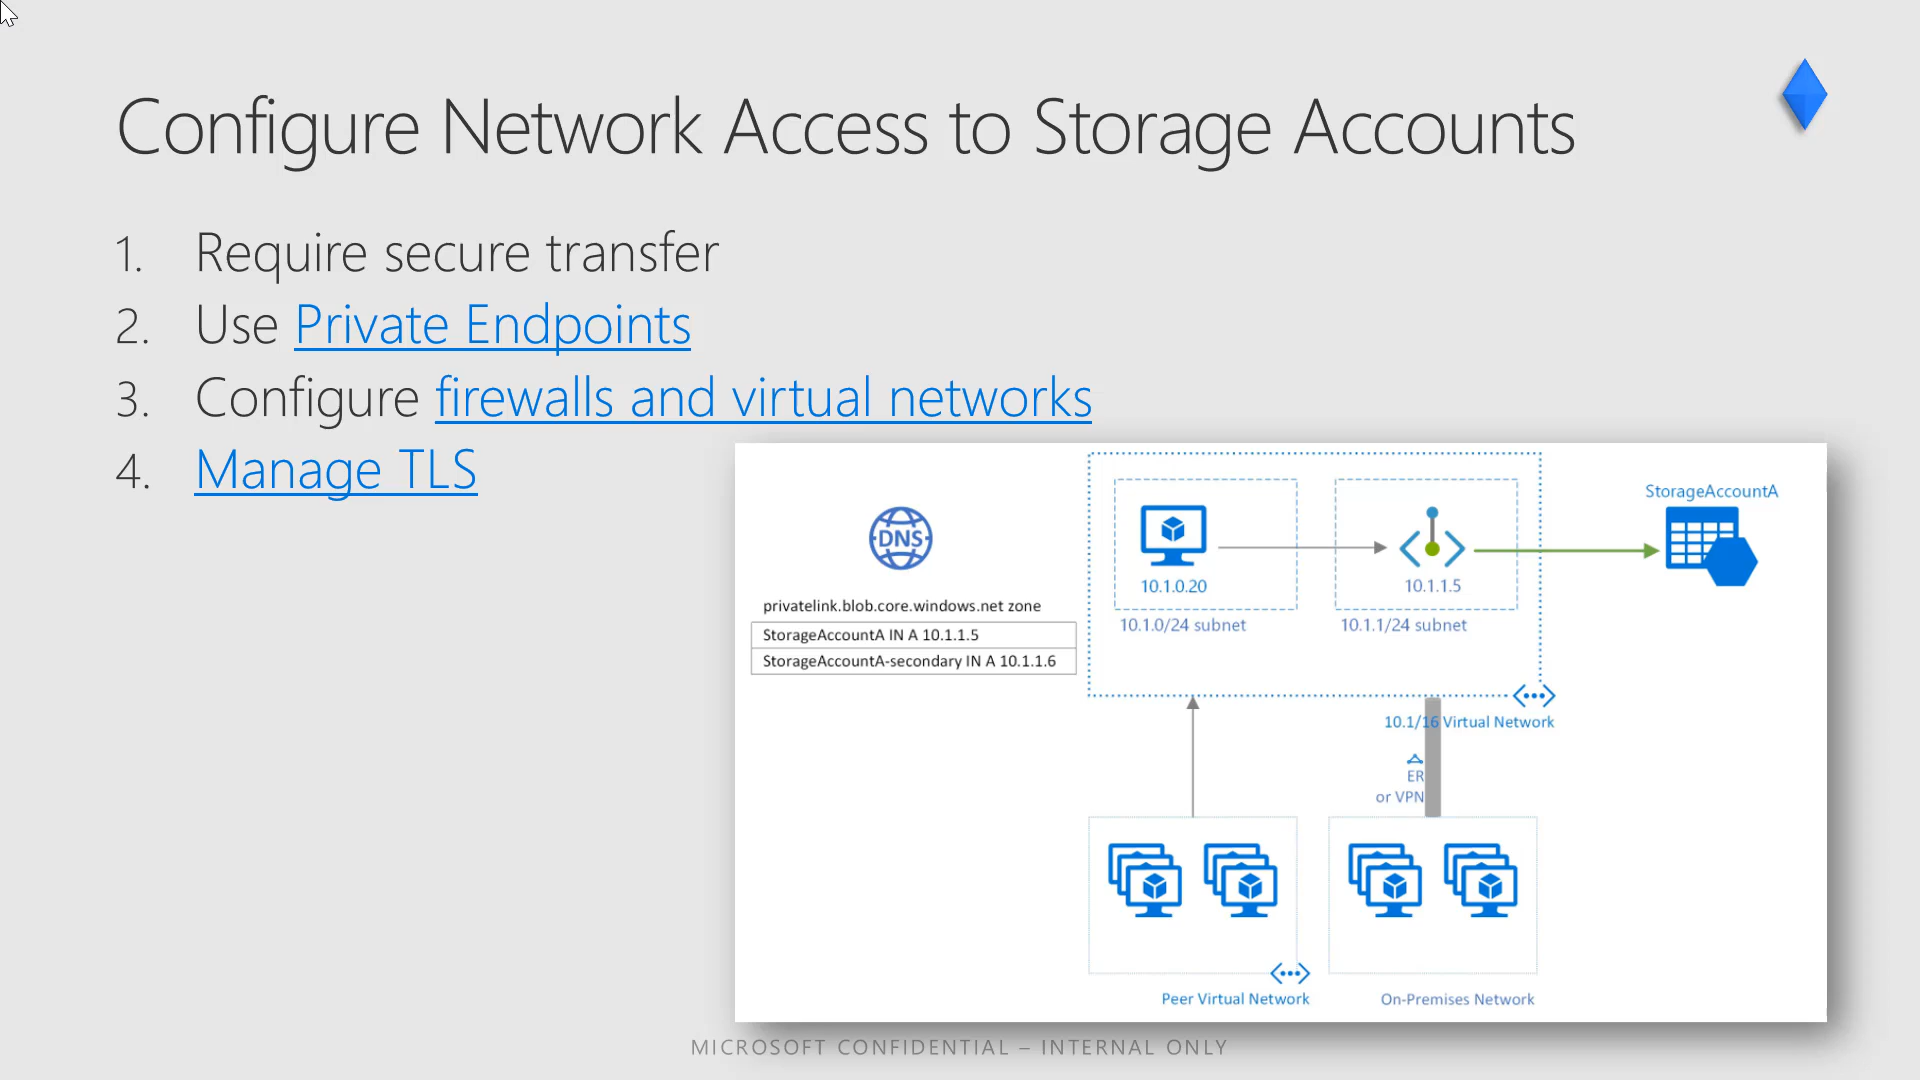 Configure Network Access to Storage Accounts
1. Require secure transfer
2. Use Private Endpoints
3. Configure firewalls and virtual networks
4. Manage TLS
DNS
privatelink.blob.core.windows.net zone
StorageAccountA IN A 10.1.1.5
StorageAccountA-secondary IN A 10.1.1.6
10.1.0.20
10.1.0/24 subnet
10.1.1.5
10.1.1/24 subnet
StorageAccountA
10.1/16 Virtual Network
ER
or VPN
Peer Virtual Network
On-Premises Network
MICROSOFT CONFIDENTIAL – INTERNAL ONLY